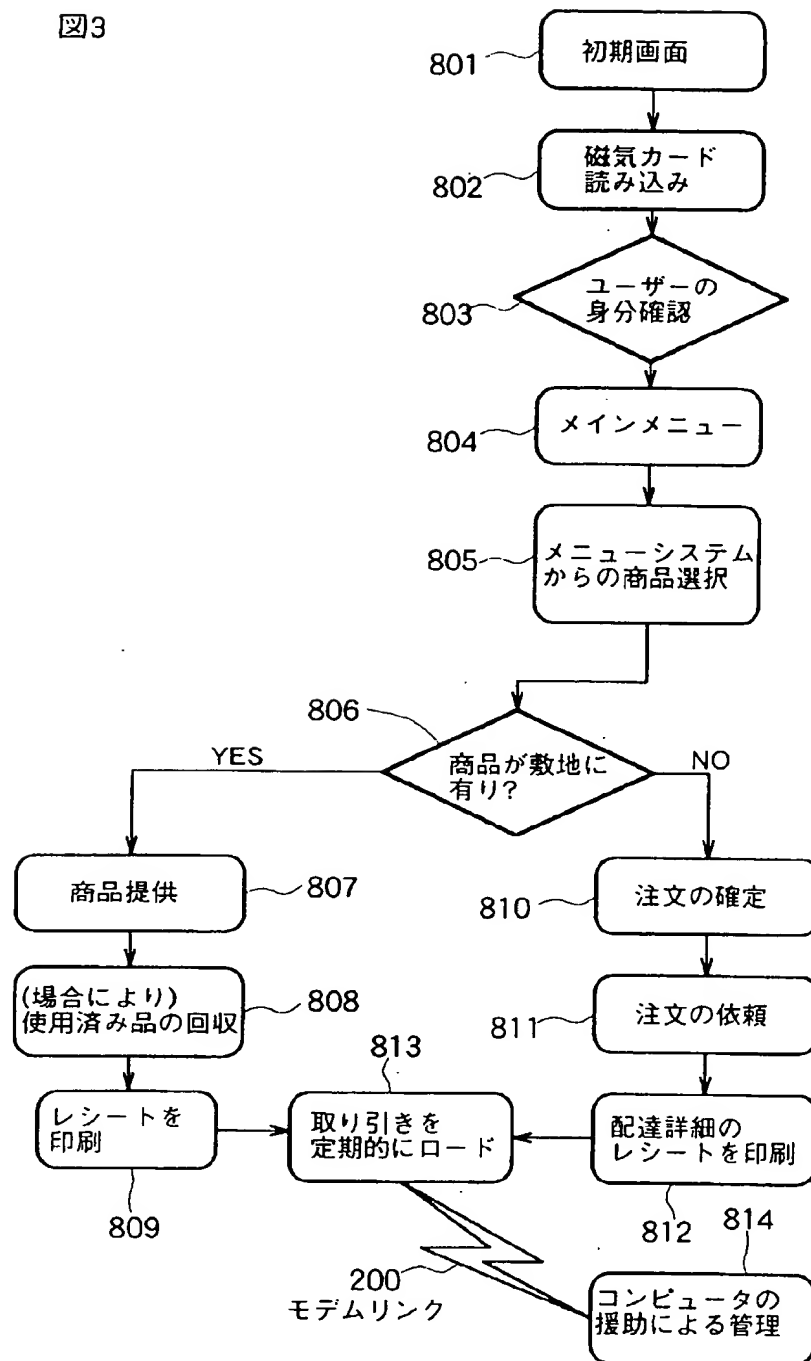 図3
801
初期画面
802
磁気カード
読み込み
803
ユーザーの
身分確認
804
メインメニュー
805
メニューシステム
からの商品選択
806
YES
商品が敷地に
有り?
NO
商品提供
807
810
注文の確定
(場合により)
使用済み品の回収
808
811
注文の依頼
813
レシートを
印刷
809
取り引きを
定期的にロード
配達詳細の
レシートを印刷
812
814
200
モデムリンク
コンピュータの
援助による管理